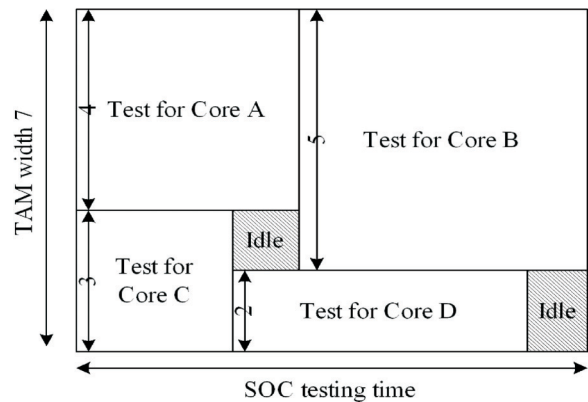 TAM width 7
4
Test for Core A
5
Test for Core B
3
Test for
Core C
Idle
2
Test for Core D
Idle
SOC testing time